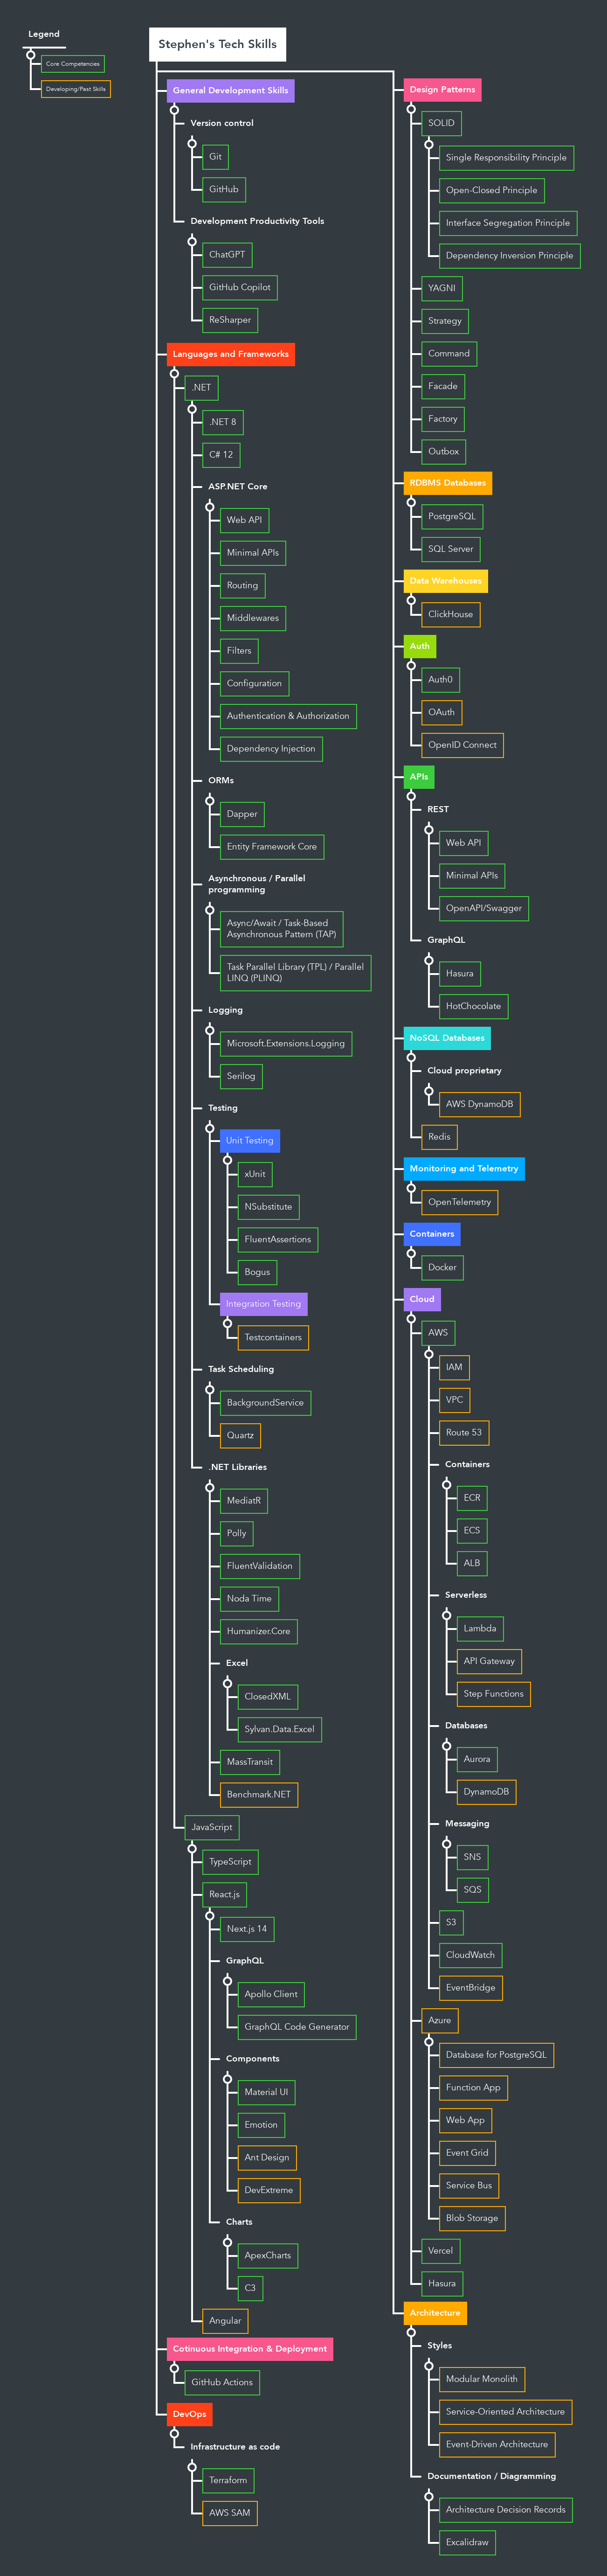 Legend
Core Competencies
Developing/Past Skills
Stephen's Tech Skills
General Development Skills
Version control
Git
GitHub
Development Productivity Tools
ChatGPT
GitHub Copilot
ReSharper
Languages and Frameworks
.NET
.NET 8
C# 12
ASP.NET Core
Web API
Minimal APIs
Routing
Middlewares
Filters
Configuration
Authentication & Authorization
Dependency Injection
ORMs
Dapper
Entity Framework Core
Asynchronous / Parallel
programming
Async/Await / Task-Based
Asynchronous Pattern (TAP)
Task Parallel Library (TPL) / Parallel
LINQ (PLINQ)
Logging
Microsoft.Extensions.Logging
Serilog
Testing
Unit Testing
xUnit
NSubstitute
FluentAssertions
Bogus
Integration Testing
Testcontainers
Task Scheduling
BackgroundService
Quartz
.NET Libraries
MediatR
Polly
FluentValidation
Noda Time
Humanizer.Core
Excel
ClosedXML
Sylvan.Data.Excel
MassTransit
Benchmark.NET
JavaScript
TypeScript
React.js
Next.js 14
GraphQL
Apollo Client
GraphQL Code Generator
Components
Material UI
Emotion
Ant Design
DevExtreme
Charts
ApexCharts
C3
Angular
Cotinuous Integration & Deployment
GitHub Actions
DevOps
Infrastructure as code
Terraform
AWS SAM
Design Patterns
SOLID
Single Responsibility Principle
Open-Closed Principle
Interface Segregation Principle
Dependency Inversion Principle
YAGNI
Strategy
Command
Facade
Factory
Outbox
RDBMS Databases
PostgreSQL
SQL Server
Data Warehouses
ClickHouse
Auth
Auth0
OAuth
OpenID Connect
APIs
REST
Web API
Minimal APIs
OpenAPI/Swagger
GraphQL
Hasura
HotChocolate
NoSQL Databases
Cloud proprietary
AWS DynamoDB
Redis
Monitoring and Telemetry
OpenTelemetry
Containers
Docker
Cloud
AWS
IAM
VPC
Route 53
Containers
ECR
ECS
ALB
Serverless
Lambda
API Gateway
Step Functions
Databases
Aurora
DynamoDB
Messaging
SNS
SQS
S3
CloudWatch
EventBridge
Azure
Database for PostgreSQL
Function App
Web App
Event Grid
Service Bus
Blob Storage
Vercel
Hasura
Architecture
Styles
Modular Monolith
Service-Oriented Architecture
Event-Driven Architecture
Documentation / Diagramming
Architecture Decision Records
Excalidraw